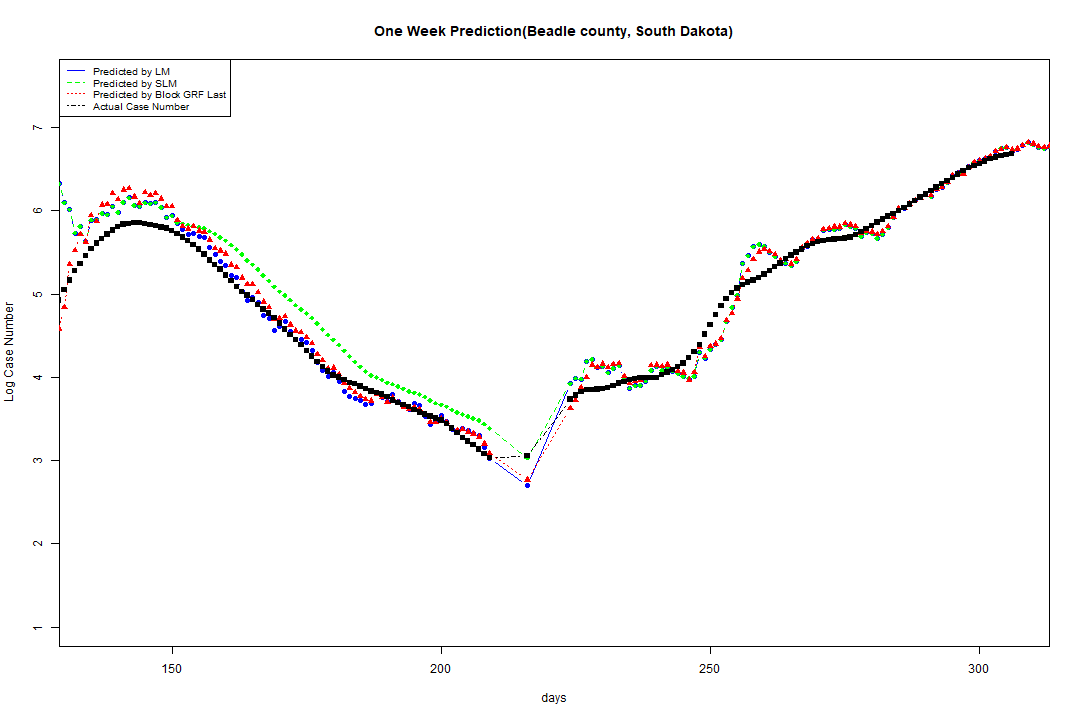 One Week Prediction(Beadle county, South Dakota)
Predicted by LM
Predicted by SLM
Predicted by Block GRF Last
Actual Case Number
7
6
5
4
3
2
1
Log Case Number
150 200 250 300
days